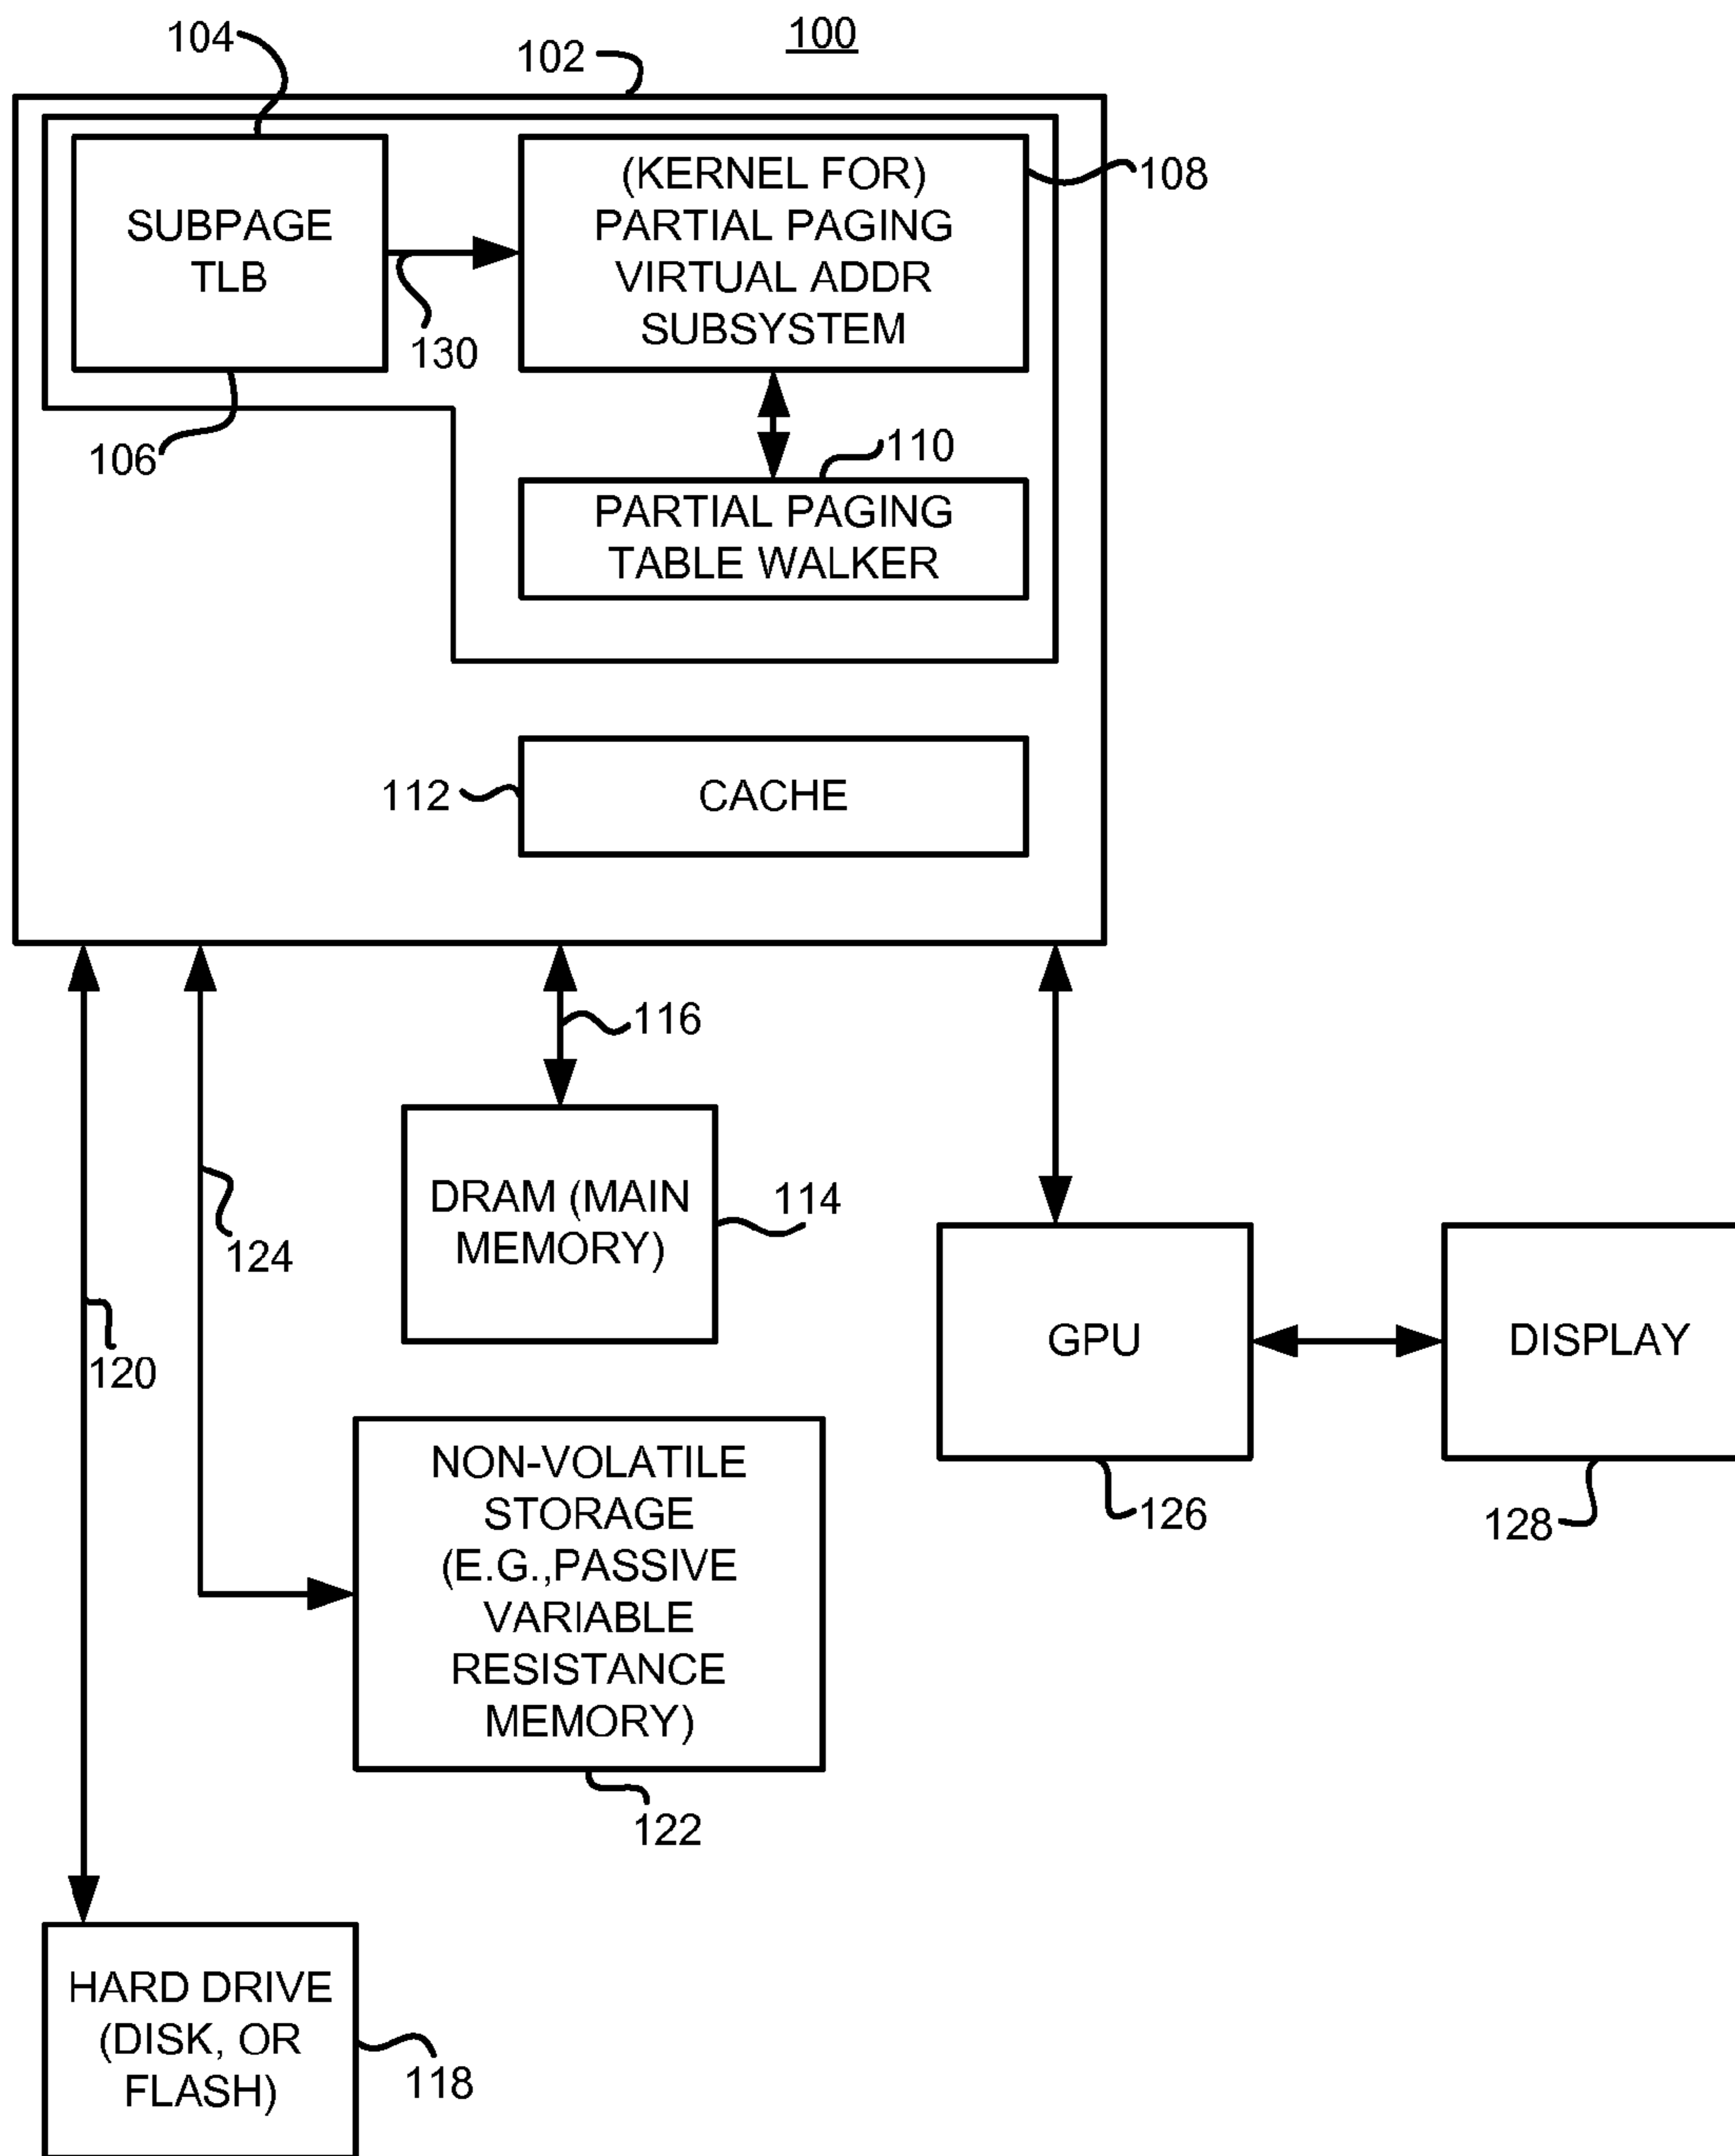 100
104
102
SUBPAGE
TLB
(KERNEL FOR)
PARTIAL PAGING
VIRTUAL ADDR
SUBSYSTEM
108
130
106
110
PARTIAL PAGING
TABLE WALKER
112
CACHE
116
DRAM (MAIN
MEMORY)
114
124
120
GPU
DISPLAY
126
128
NON-VOLATILE
STORAGE
(E.G.,PASSIVE
VARIABLE
RESISTANCE
MEMORY)
122
HARD DRIVE
(DISK, OR
FLASH)
118